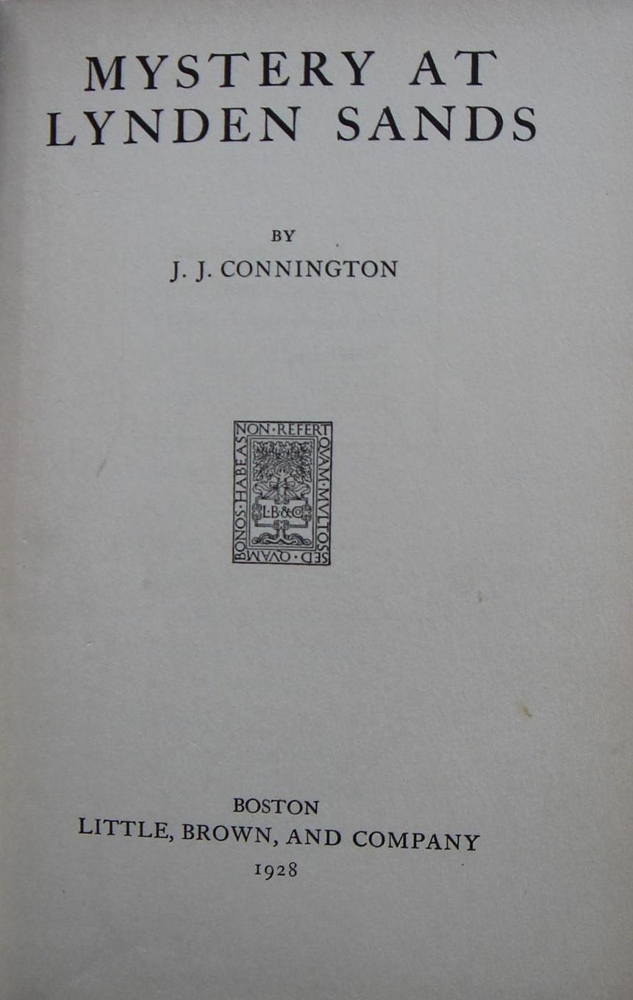 MYSTERY AT
LYNDEN SANDS
BY
J. J. CONNINGTON
NON·REFERT
QVAM·MVLTOS
SED·QVAM
BONOS·HABEAS
L·B·&Co
BOSTON
LITTLE, BROWN, AND COMPANY
1928